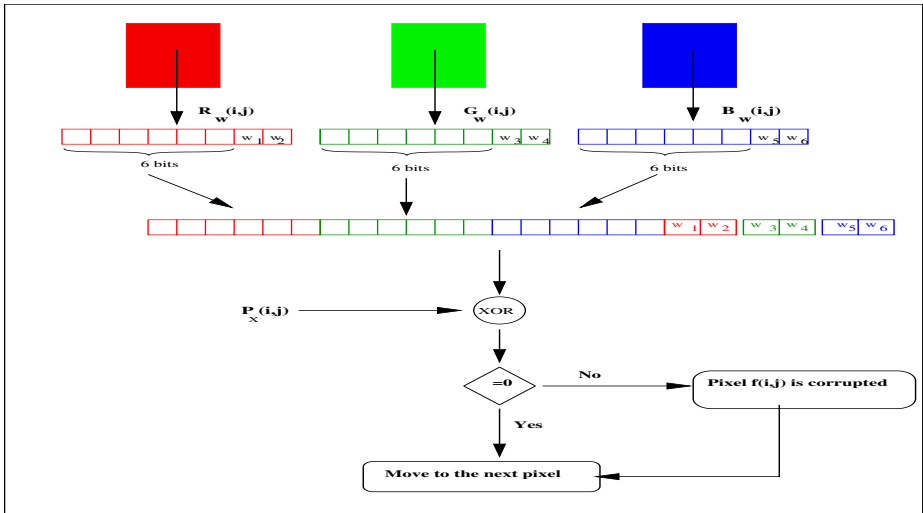 R w (i,j) G w (i,j) B w (i,j)
w 1 w 2 w 3 w 4 w 5 w 6
6 bits 6 bits 6 bits
w 1 w 2 w 3 w 4 w 5 w 6
P x (i,j) XOR
=0 No Pixel f(i,j) is corrupted
Yes
Move to the next pixel